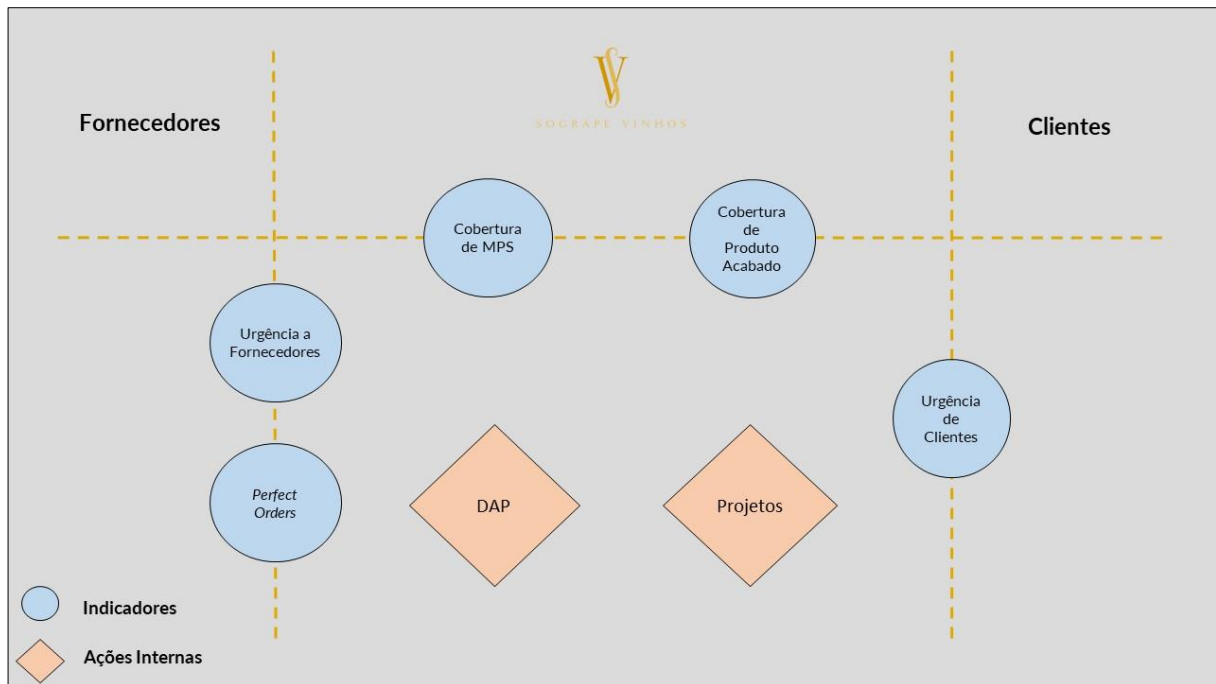 Fornecedores
SOGRAPE VINHOS
Clientes
Cobertura
de MPS
Cobertura
de
Produto
Acabado
Urgência a
Fornecedores
Urgência
de
Clientes
Perfect
Orders
DAP
Projetos
Indicadores
Ações Internas